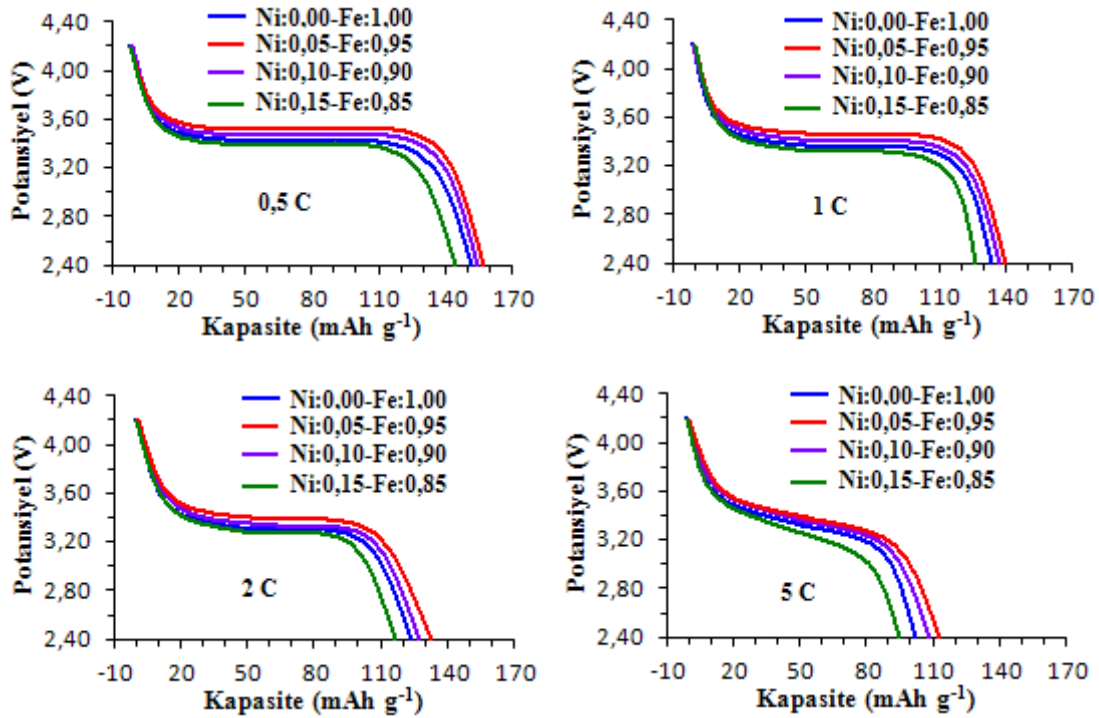 4,40
4,00
3,60
3,20
2,80
2,40
Potansiyel (V)
Ni:0,00-Fe:1,00
Ni:0,05-Fe:0,95
Ni:0,10-Fe:0,90
Ni:0,15-Fe:0,85
0,5 C
-10 20 50 80 110 140 170
Kapasite (mAh g⁻¹)
4,40
4,00
3,60
3,20
2,80
2,40
Potansiyel (V)
Ni:0,00-Fe:1,00
Ni:0,05-Fe:0,95
Ni:0,10-Fe:0,90
Ni:0,15-Fe:0,85
1 C
-10 20 50 80 110 140 170
Kapasite (mAh g⁻¹)
4,40
4,00
3,60
3,20
2,80
2,40
Potansiyel (V)
Ni:0,00-Fe:1,00
Ni:0,05-Fe:0,95
Ni:0,10-Fe:0,90
Ni:0,15-Fe:0,85
2 C
-10 20 50 80 110 140 170
Kapasite (mAh g⁻¹)
4,40
4,00
3,60
3,20
2,80
2,40
Potansiyel (V)
Ni:0,00-Fe:1,00
Ni:0,05-Fe:0,95
Ni:0,10-Fe:0,90
Ni:0,15-Fe:0,85
5 C
-10 20 50 80 110 140 170
Kapasite (mAh g⁻¹)